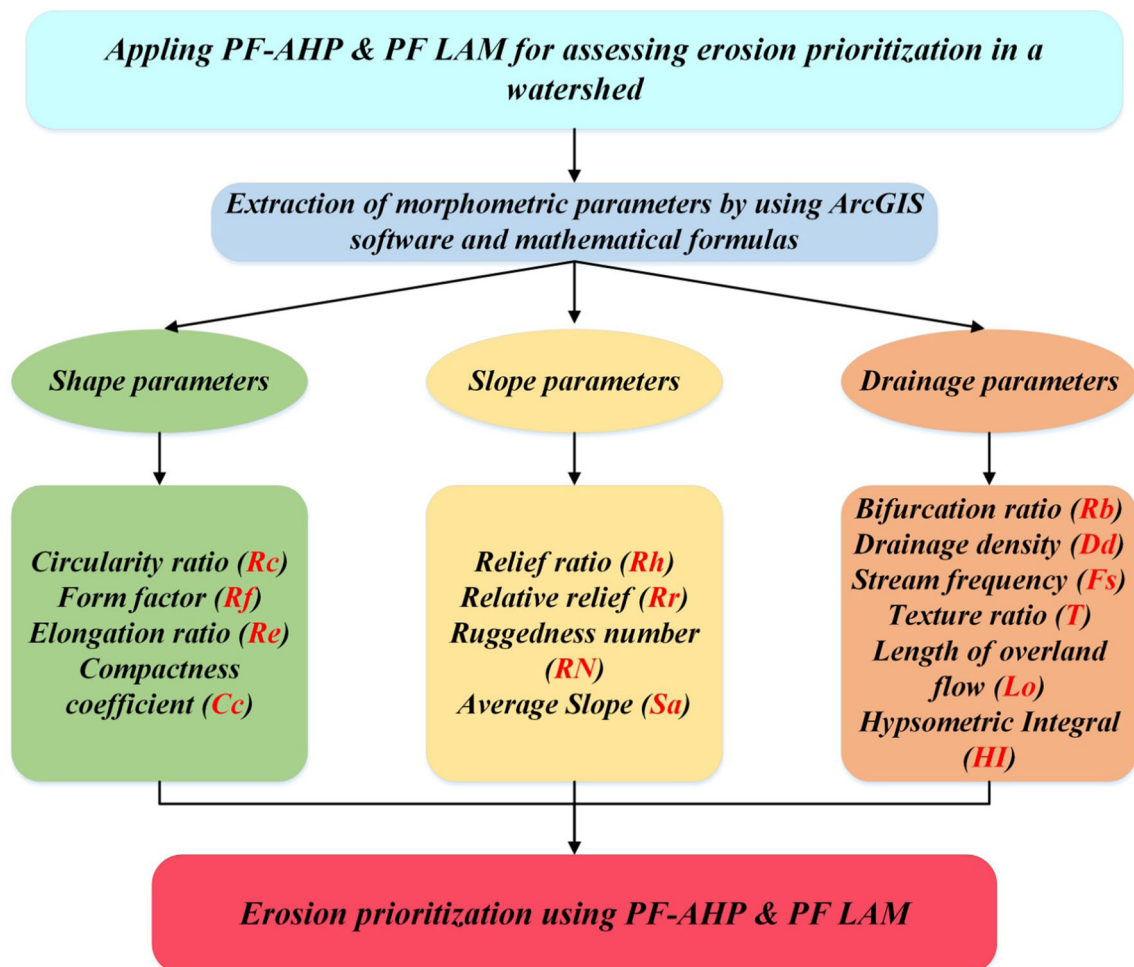 Appling PF-AHP & PF LAM for assessing erosion prioritization in a
watershed
Extraction of morphometric parameters by using ArcGIS
software and mathematical formulas
Shape parameters
Slope parameters
Drainage parameters
Circularity ratio (Rc)
Form factor (Rf)
Elongation ratio (Re)
Compactness
coefficient (Cc)
Relief ratio (Rh)
Relative relief (Rr)
Ruggedness number
(RN)
Average Slope (Sa)
Bifurcation ratio (Rb)
Drainage density (Dd)
Stream frequency (Fs)
Texture ratio (T)
Length of overland
flow (Lo)
Hypsometric Integral
(HI)
Erosion prioritization using PF-AHP & PF LAM